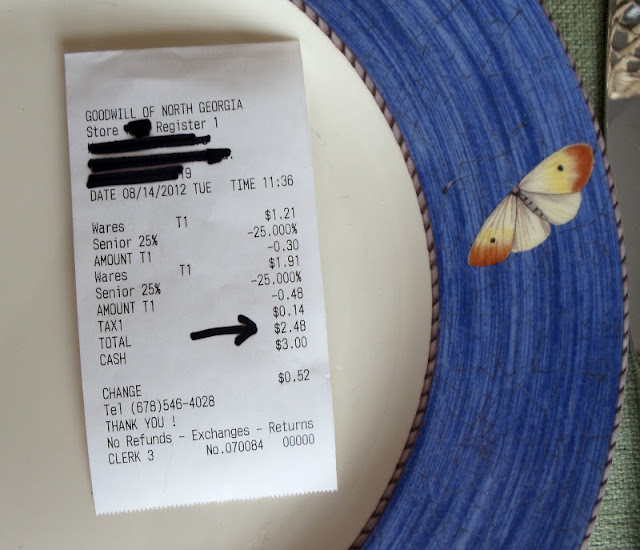 GOODWILL OF NORTH GEORGIA
Store Register 1
19
DATE 08/14/2012 TUE TIME 11:36
Wares T1 $1.21
Senior 25% -25.000%
AMOUNT T1 -0.30
Wares T1 $1.91
Senior 25% -25.000%
AMOUNT T1 -0.48
TAX1 $0.14
TOTAL $2.48
CASH $3.00
CHANGE $0.52
Tel (678)546-4028
THANK YOU !
No Refunds - Exchanges - Returns
CLERK 3 No.070084 00000